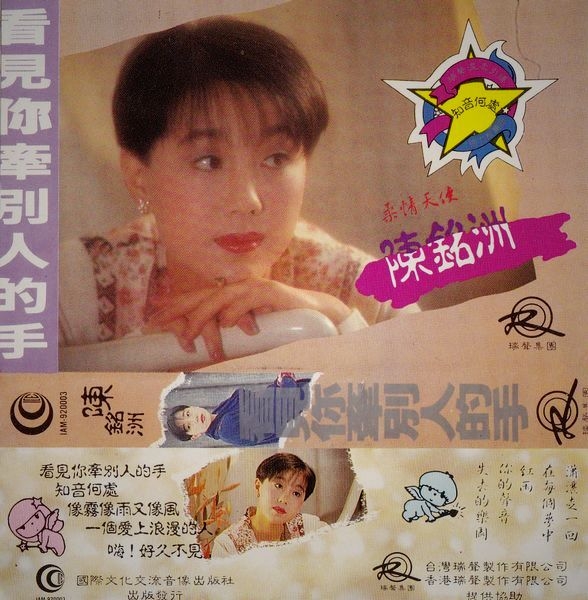 看見你牽別人的手
知音何處
柔情天使
陳銘洲
瑞聲集團
IAM-920003
陳銘洲
看見你牽別人的手
看見你牽別人的手
知音何處
像霧像雨又像風
一個愛上浪漫的人
嗨！好久不見
瀟灑走一回
在每個夢中
紅雨
你的聲音
失去的樂園
IAM-920003
國際文化交流音像出版社
出版發行
台灣瑞聲製作有限公司
香港瑞聲製作有限公司
提供協助